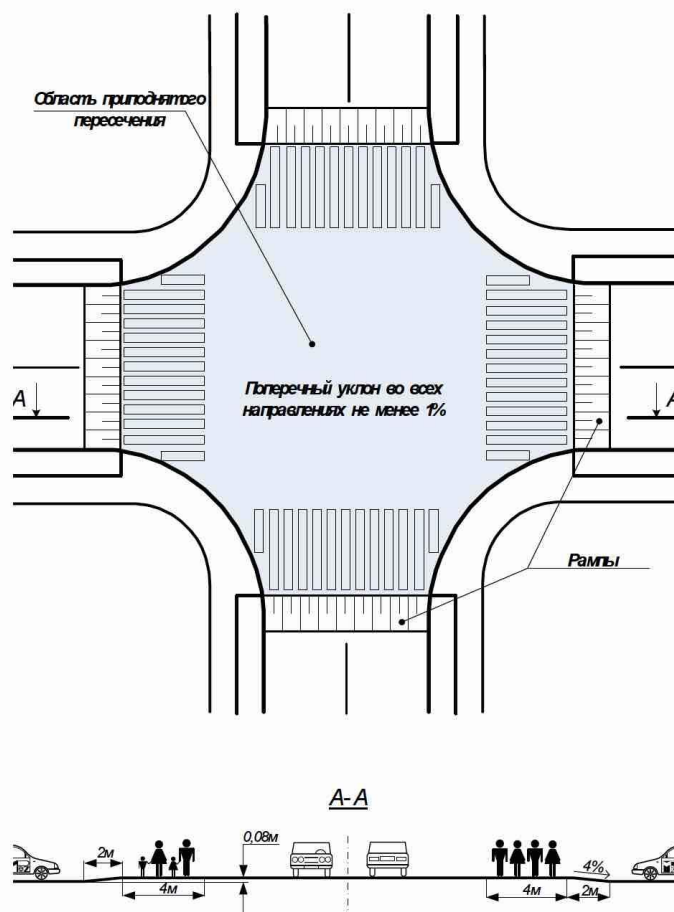 Область приподнятого
пересечения
Поперечный уклон во всех
направлениях не менее 1%
А
А
Рампы
А-А
0,08м
2м
4%
4м
4м
2м